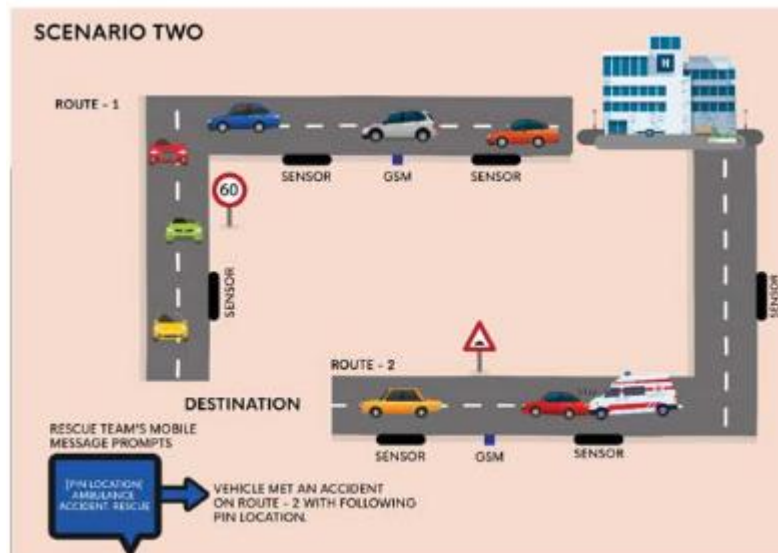 SCENARIO TWO
ROUTE - 1
H
SENSOR
GSM
SENSOR
60
SENSOR
SENSOR
ROUTE - 2
DESTINATION
SENSOR
GSM
SENSOR
RESCUE TEAM'S MOBILE
MESSAGE PROMPTS
[PIN LOCATION]
AMBULANCE
ACCIDENT. RESCUE
VEHICLE MET AN ACCIDENT
ON ROUTE - 2 WITH FOLLOWING
PIN LOCATION.